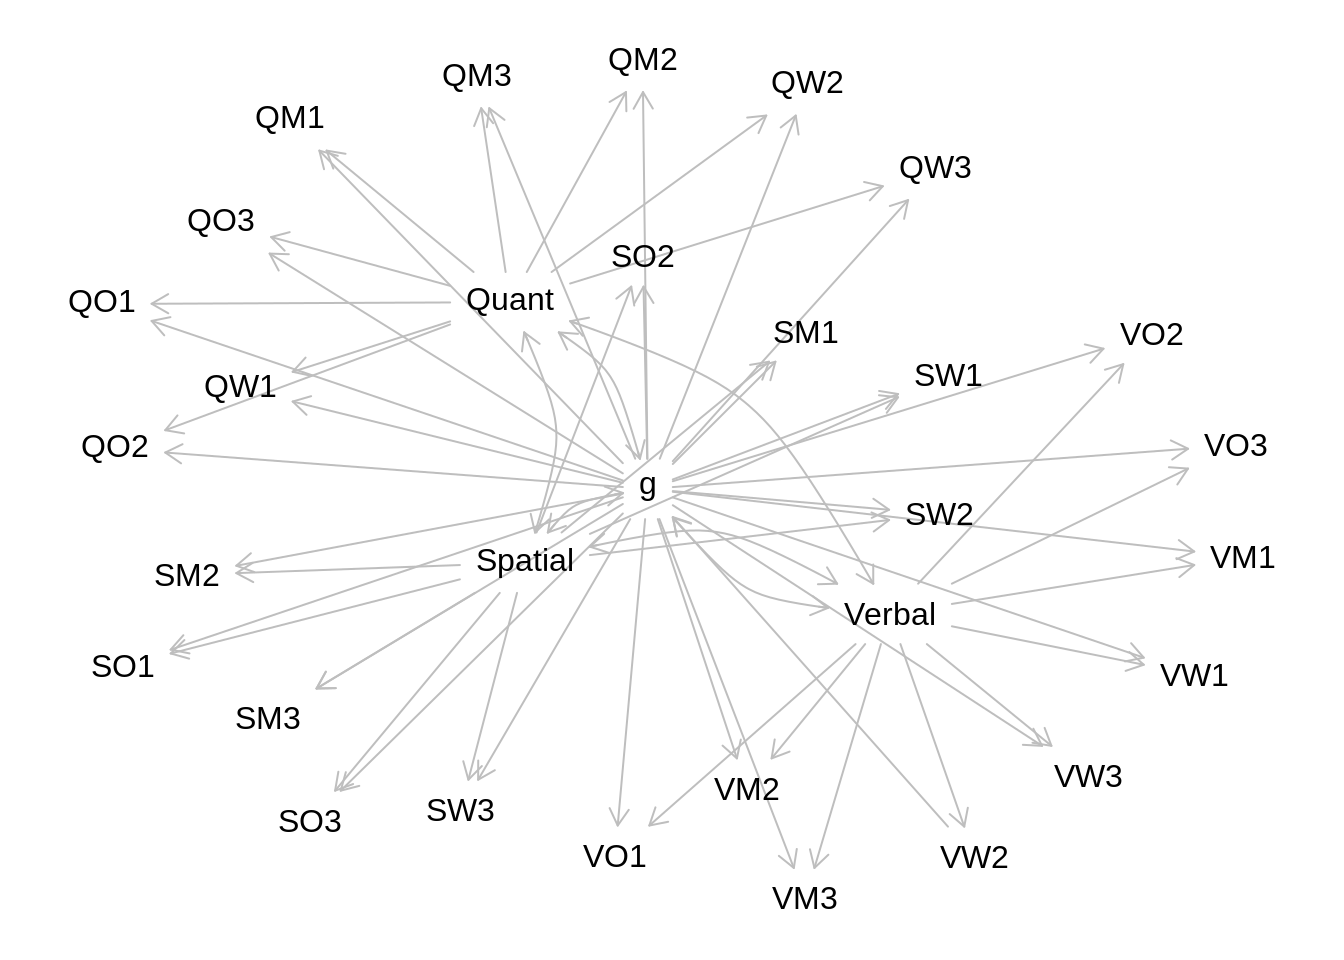 QM2
QM3
QW2
QM1
QW3
QO3
SO2
QO1
Quant
SM1
VO2
SW1
QW1
VO3
QO2
g
SW2
VM1
Spatial
SM2
Verbal
SO1
VW1
SM3
VW3
VM2
SW3
SO3
VO1
VW2
VM3